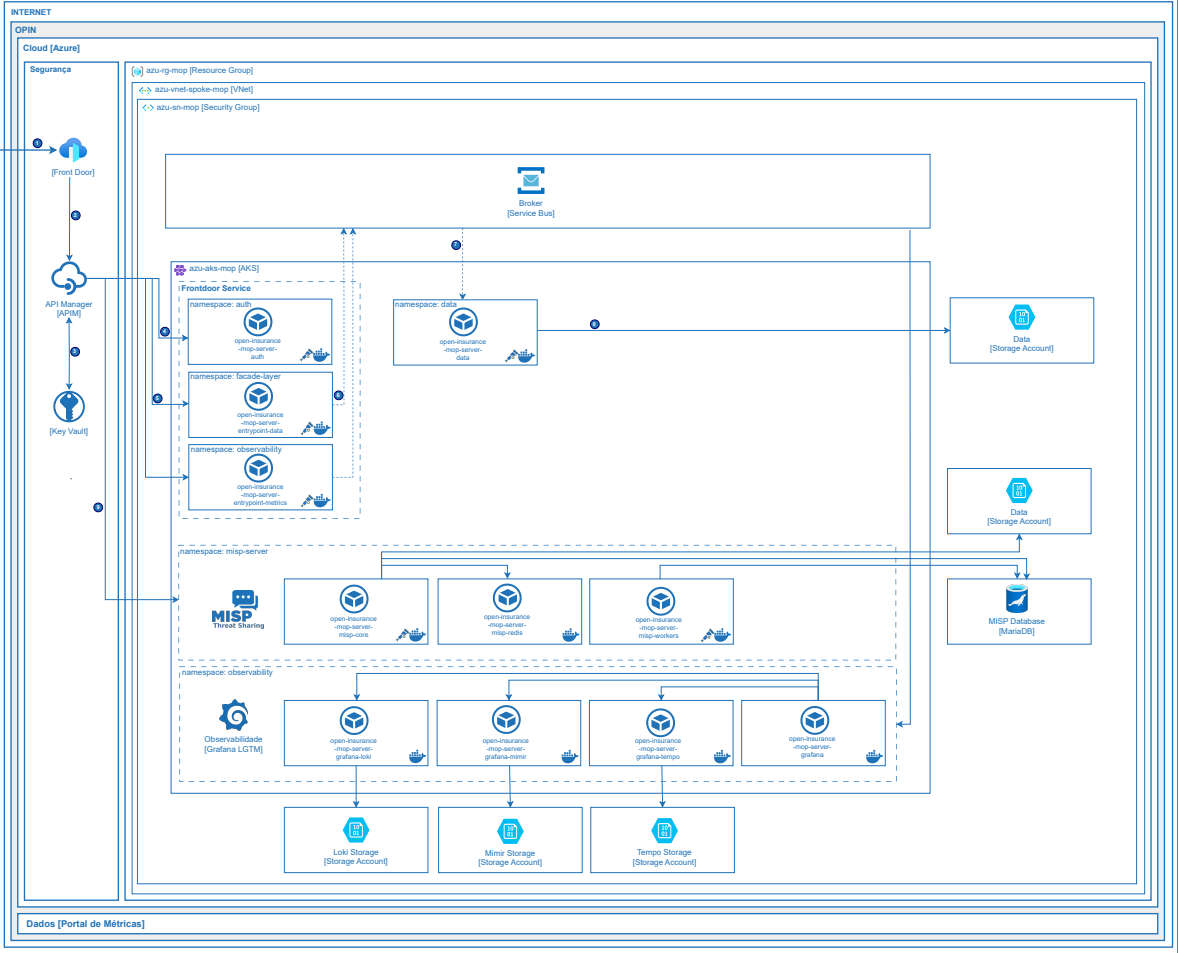 INTERNET
OPIN
Cloud [Azure]
Segurança
azu-rg-mop [Resource Group]
azu-vnet-spoke-mop [VNet]
azu-sn-mop [Security Group]
1
[Front Door]
2
API Manager
[APIM]
3
[Key Vault]
Broker
[Service Bus]
7
azu-aks-mop [AKS]
Frontdoor Service
namespace: auth
open-insurance
-mop-server-
auth
4
namespace: facade-layer
open-insurance
-mop-server-
entrypoint-data
5
6
namespace: observability
open-insurance
-mop-server-
entrypoint-metrics
namespace: data
open-insurance
-mop-server-
data
Data
[Storage Account]
Data
[Storage Account]
namespace: misp-server
MISP
Threat Sharing
open-insurance
-mop-server-
misp-core
open-insurance
-mop-server-
misp-redis
open-insurance
-mop-server-
misp-workers
MISP Database
[MariaDB]
namespace: observability
Observabilidade
[Grafana LGTM]
open-insurance
-mop-server-
grafana-loki
open-insurance
-mop-server-
grafana-mimir
open-insurance
-mop-server-
grafana-tempo
open-insurance
-mop-server-
grafana
Loki Storage
[Storage Account]
Mimir Storage
[Storage Account]
Tempo Storage
[Storage Account]
Dados [Portal de Métricas]